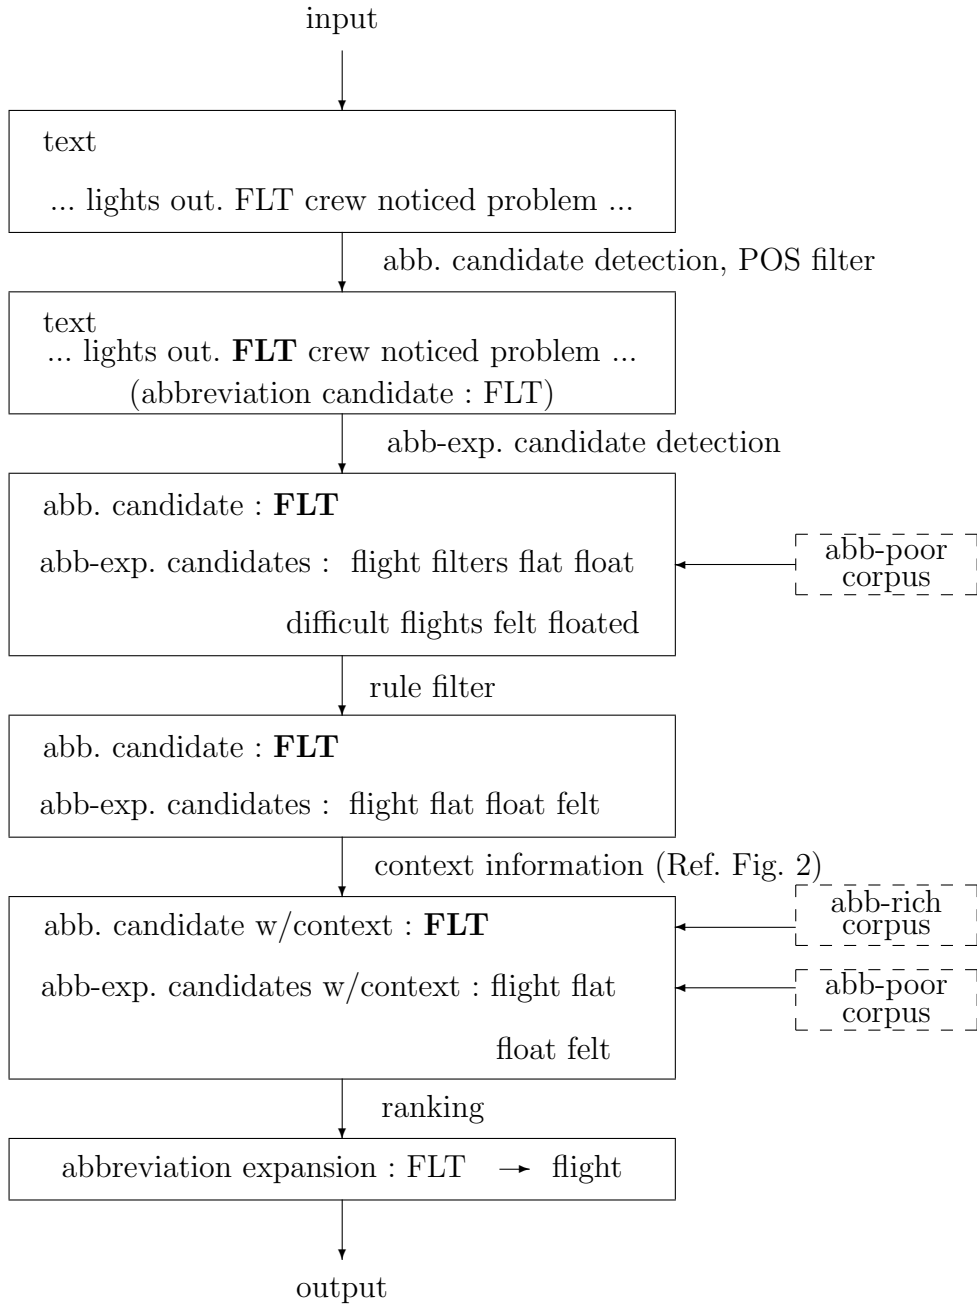 input
text
... lights out. FLT crew noticed problem ...
abb. candidate detection, POS filter
text
... lights out. FLT crew noticed problem ...
(abbreviation candidate : FLT)
abb-exp. candidate detection
abb. candidate : FLT
abb-exp. candidates : flight filters flat float
difficult flights felt floated
abb-poor
corpus
rule filter
abb. candidate : FLT
abb-exp. candidates : flight flat float felt
context information (Ref. Fig. 2)
abb. candidate w/context : FLT
abb-exp. candidates w/context : flight flat
float felt
abb-rich
corpus
abb-poor
corpus
ranking
abbreviation expansion : FLT → flight
output